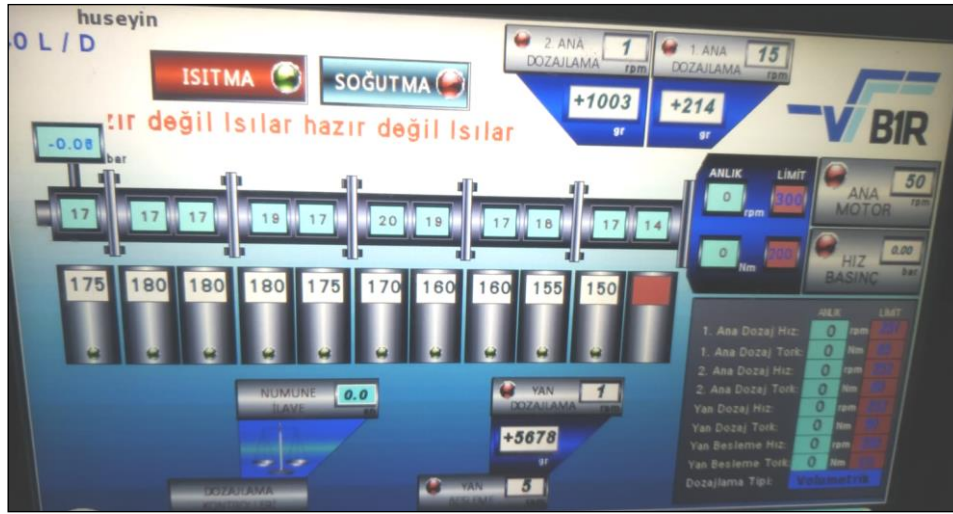 huseyin
0 L / D
ISITMA
SOĞUTMA
2. ANA
DOZAJLAMA
1
rpm
+1003
gr
1. ANA
DOZAJLAMA
15
rpm
+214
gr
B1R
zır değil Isılar hazır değil Isılar
bar
17 17 17 19 17 20 19 17 17 14
175 180 180 180 175 170 160 160 155 150
ANLIK LİMİT
0 rpm 300
0 Nm
ANA
MOTOR
50
rpm
HIZ
BASINÇ
0.00
bar
ANLIK LİMİT
1. Ana Dozaj Hız: 0 rpm
1. Ana Dozaj Tork: 0 Nm
2. Ana Dozaj Hız: 0 rpm
2. Ana Dozaj Tork: 0 Nm
Yan Dozaj Hız: 0 rpm
Yan Dozaj Tork: 0 Nm
Yan Besleme Hız: 0 rpm
Yan Besleme Tork: 0 Nm
Dozajlama Tipi: Volumetrik
NUMUNE
İLAVE
0.0
YAN
DOZAJLAMA
1
rpm
+5678
gr
DOZAJLAMA
YAN
5